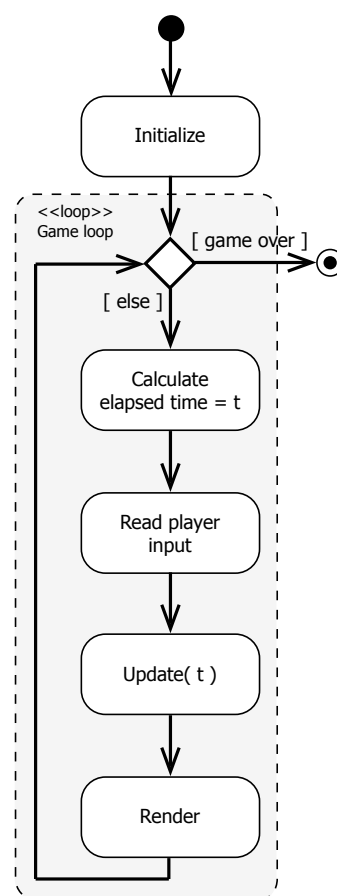 Initialize
<<loop>>
Game loop
[ game over ]
[ else ]
Calculate
elapsed time = t
Read player
input
Update( t )
Render